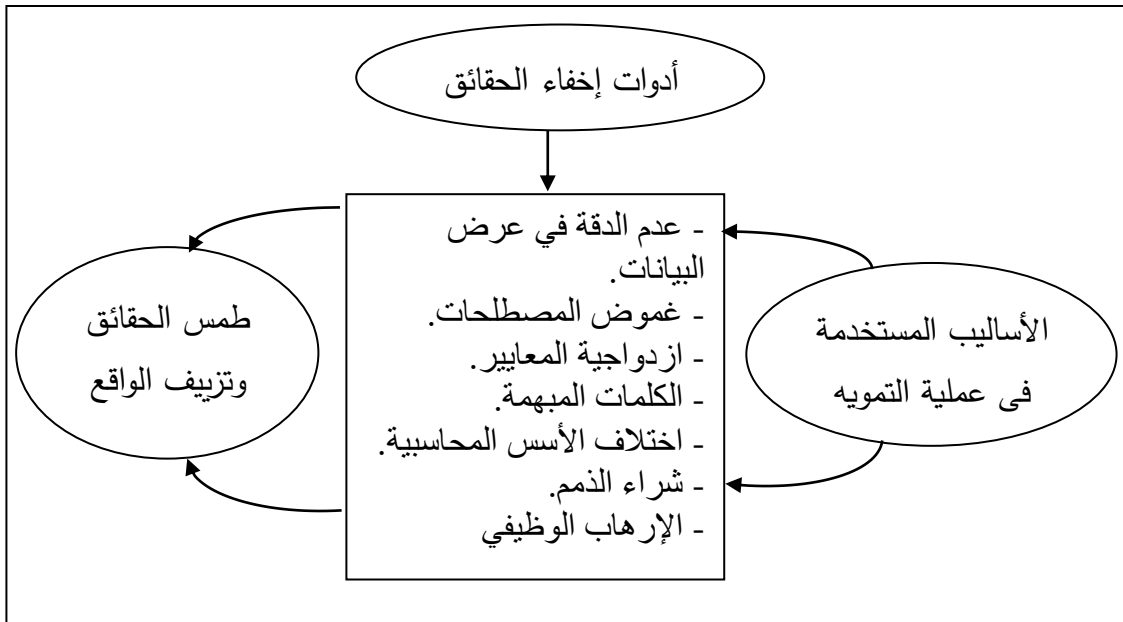 أدوات إخفاء الحقائق
الأساليب المستخدمة
فى عملية التمويه
- عدم الدقة في عرض
البيانات.
- غموض المصطلحات.
- ازدواجية المعايير.
- الكلمات المبهمة.
- اختلاف الأسس المحاسبية.
- شراء الذمم.
- الإرهاب الوظيفي
طمس الحقائق
وتزييف الواقع